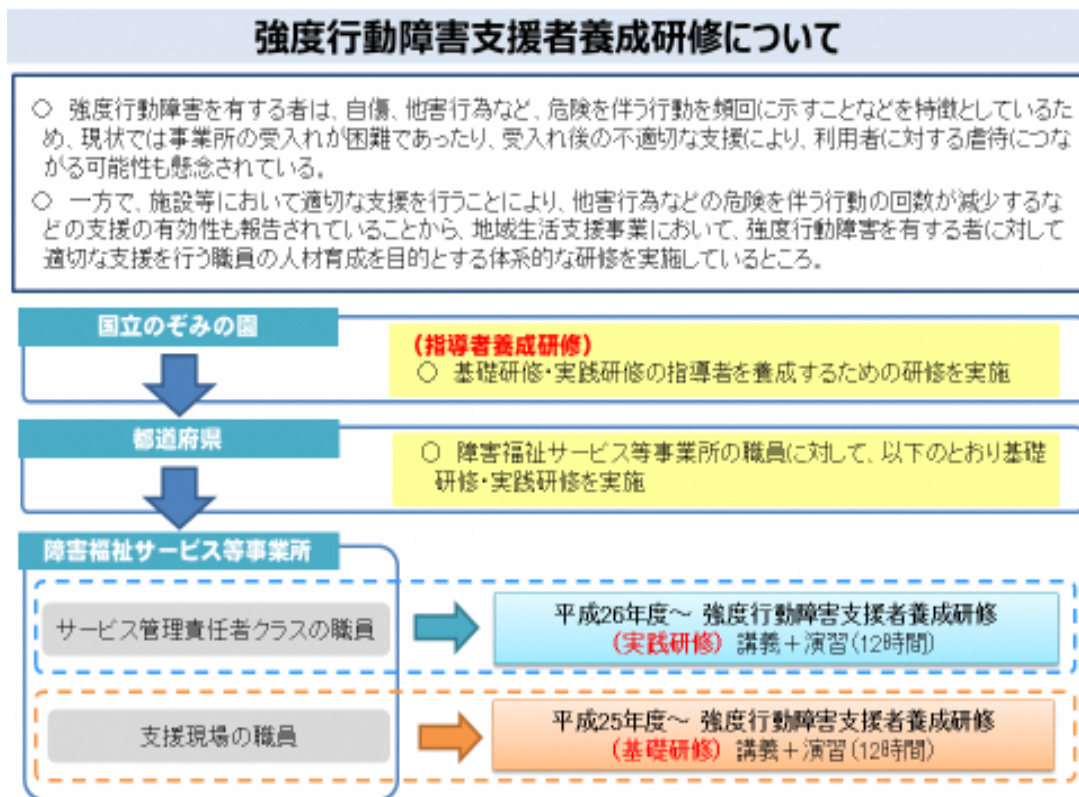 強度行動障害支援者養成研修について
○ 強度行動障害を有する者は、自傷、他害行為など、危険を伴う行動を頻回に示すことなどを特徴としているた
め、現状では事業所の受入れが困難であったり、受入れ後の不適切な支援により、利用者に対する虐待につな
がる可能性も懸念されている。
○ 一方で、施設等において適切な支援を行うことにより、他害行為などの危険を伴う行動の回数が減少するな
どの支援の有効性も報告されていることから、地域生活支援事業において、強度行動障害を有する者に対して
適切な支援を行う職員の人材育成を目的とする体系的な研修を実施しているところ。
国立のぞみの園
(指導者養成研修)
○ 基礎研修・実践研修の指導者を養成するための研修を実施
都道府県
○ 障害福祉サービス等事業所の職員に対して、以下のとおり基礎
研修・実践研修を実施
障害福祉サービス等事業所
サービス管理責任者クラスの職員
平成26年度～ 強度行動障害支援者養成研修
(実践研修) 講義＋演習(12時間)
支援現場の職員
平成25年度～ 強度行動障害支援者養成研修
(基礎研修) 講義＋演習(12時間)